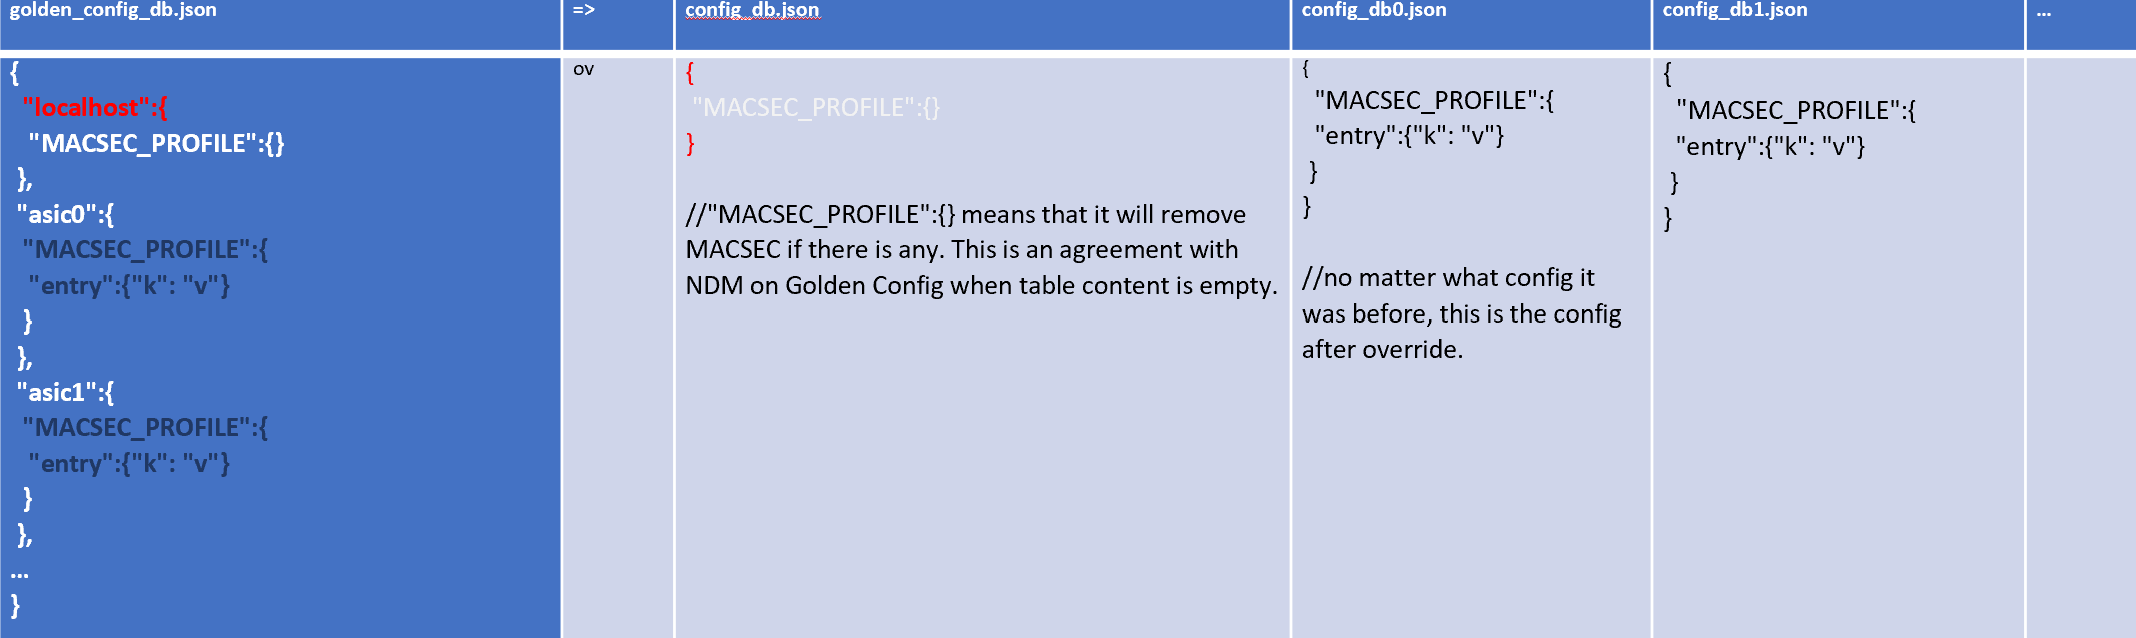 golden_config_db.json
=>
config_db.json
config_db0.json
config_db1.json
...
{
"localhost":{
"MACSEC_PROFILE":{}
},
"asic0":{
"MACSEC_PROFILE":{
"entry":{"k": "v"}
}
},
"asic1":{
"MACSEC_PROFILE":{
"entry":{"k": "v"}
}
},
...
}
ov
{
"MACSEC_PROFILE":{}
}
//"MACSEC_PROFILE":{} means that it will remove
MACSEC if there is any. This is an agreement with
NDM on Golden Config when table content is empty.
{
"MACSEC_PROFILE":{
"entry":{"k": "v"}
}
}
//no matter what config it
was before, this is the config
after override.
{
"MACSEC_PROFILE":{
"entry":{"k": "v"}
}
}